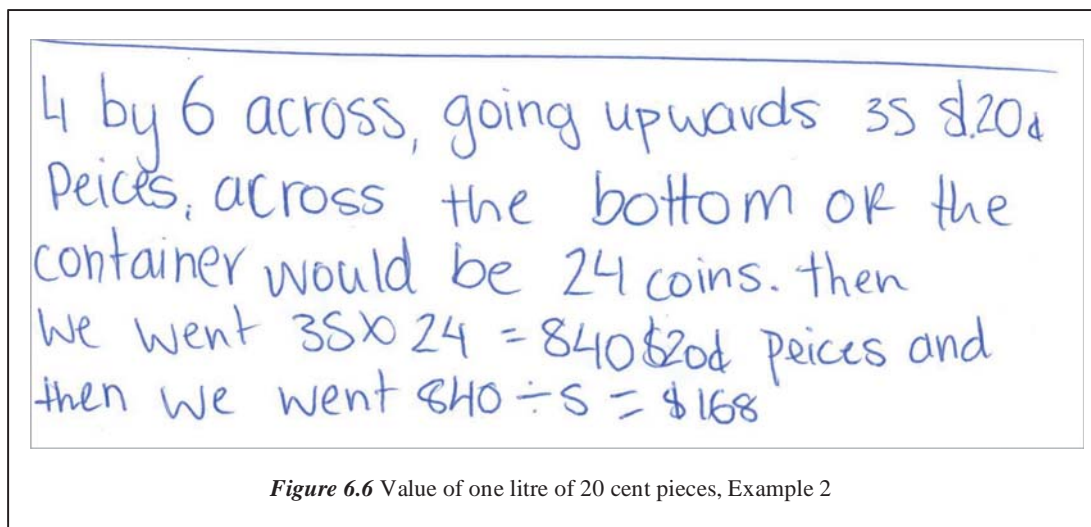 4 by 6 across, going upwards 35 $.20¢
Peices, across the bottom OR the
container would be 24 coins. then
We went 35x 24 = 840 $20¢ peices and
then we went 840 ÷ 5 = $168
Figure 6.6 Value of one litre of 20 cent pieces, Example 2